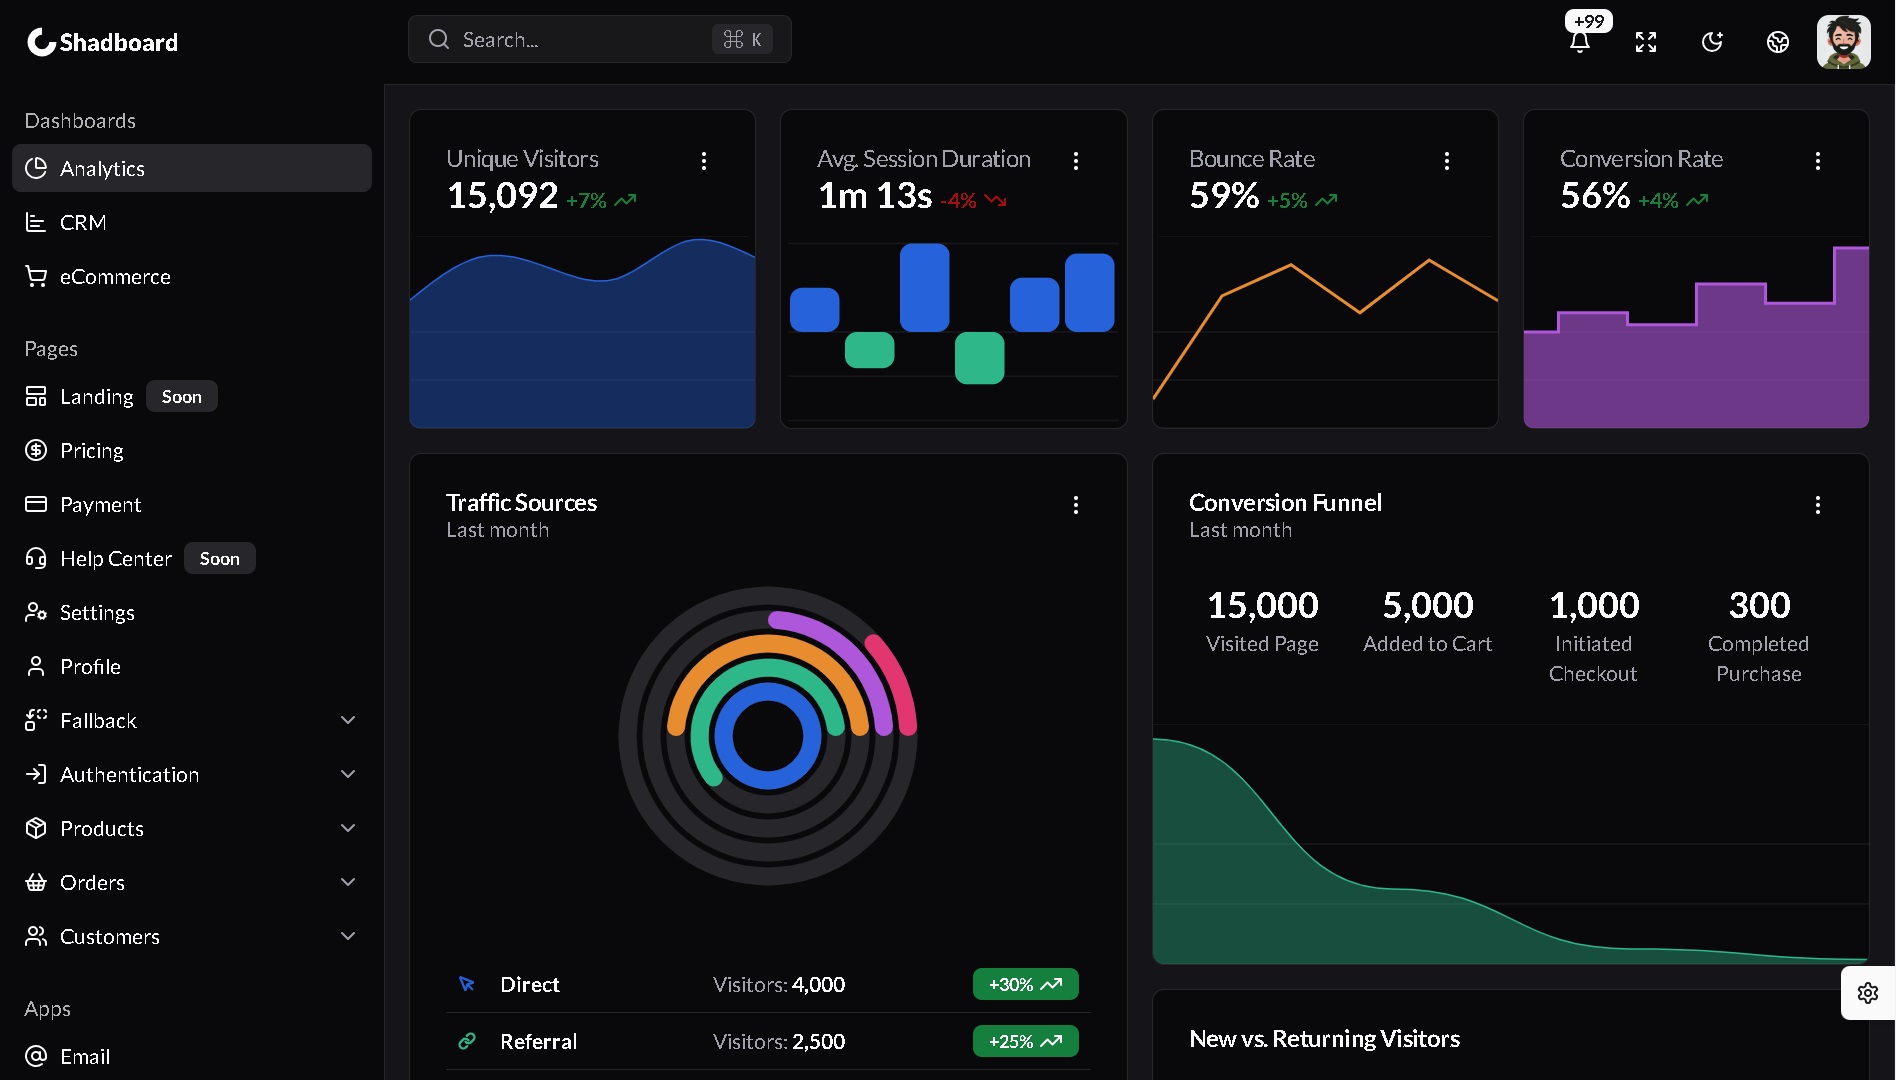 Shadboard
Search...
⌘ K
+99
Dashboards
Analytics
CRM
eCommerce
Pages
Landing Soon
Pricing
Payment
Help Center Soon
Settings
Profile
Fallback
Authentication
Products
Orders
Customers
Apps
Email
Unique Visitors
15,092 +7%
Avg. Session Duration
1m 13s -4%
Bounce Rate
59% +5%
Conversion Rate
56% +4%
Traffic Sources
Last month
Direct Visitors: 4,000 +30%
Referral Visitors: 2,500 +25%
Conversion Funnel
Last month
15,000
Visited Page
5,000
Added to Cart
1,000
Initiated
Checkout
300
Completed
Purchase
New vs. Returning Visitors